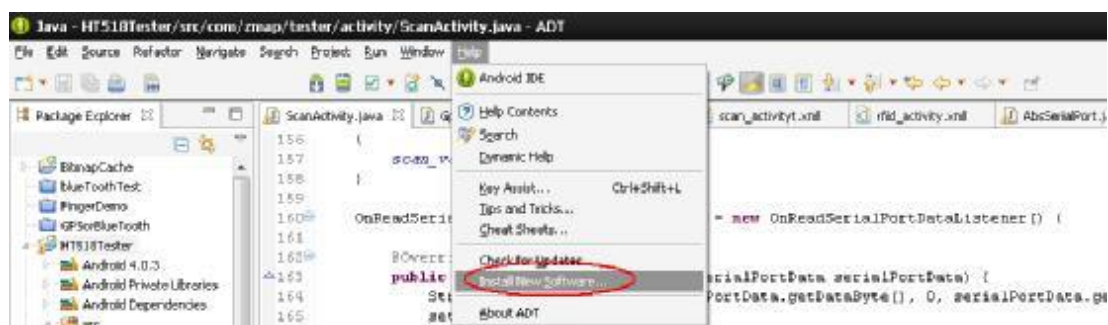 Java - HT518Tester/src/com/zmap/tester/activity/ScanActivity.java - ADT
File Edit Source Refactor Navigate Search Project Run Window Help
Android IDE
Help Contents
Search
Dynamic Help
Key Assist... Ctrl+Shift+L
Tips and Tricks...
Cheat Sheets...
Check for Updates
Install New Software...
About ADT
Package Explorer
BitmapCache
blueToothTest
FingerDemo
GPSorBlueTooth
HT518Tester
Android 4.0.3
Android Private Libraries
Android Dependencies
src
ScanActivity.java
scan_activityt.xml
rfid_activity.xml
AbsSerialPort.j
156 {
157
158 }
159
160 OnReadSeri = new OnReadSerialPortDataListener() {
161
162 @Overri
163 public erialPortData serialPortData) {
164 St PortData.getDataByte(), 0, serialPortData.ge
165 set